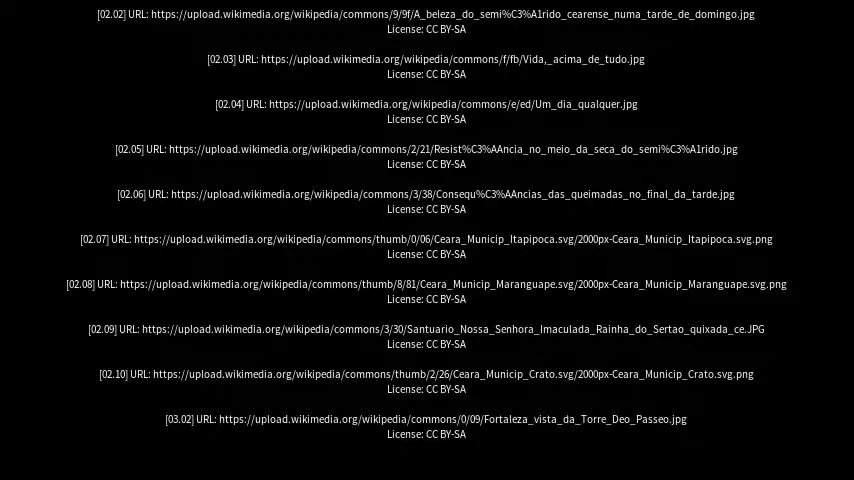 [02.02] URL: https://upload.wikimedia.org/wikipedia/commons/9/9f/A_beleza_do_semi%C3%A1rido_cearense_numa_tarde_de_domingo.jpg
License: CC BY-SA
[02.03] URL: https://upload.wikimedia.org/wikipedia/commons/f/fb/Vida,_acima_de_tudo.jpg
License: CC BY-SA
[02.04] URL: https://upload.wikimedia.org/wikipedia/commons/e/ed/Um_dia_qualquer.jpg
License: CC BY-SA
[02.05] URL: https://upload.wikimedia.org/wikipedia/commons/2/21/Resist%C3%AAncia_no_meio_da_seca_do_semi%C3%A1rido.jpg
License: CC BY-SA
[02.06] URL: https://upload.wikimedia.org/wikipedia/commons/3/38/Consequ%C3%AAncias_das_queimadas_no_final_da_tarde.jpg
License: CC BY-SA
[02.07] URL: https://upload.wikimedia.org/wikipedia/commons/thumb/0/06/Ceara_Municip_Itapipoca.svg/2000px-Ceara_Municip_Itapipoca.svg.png
License: CC BY-SA
[02.08] URL: https://upload.wikimedia.org/wikipedia/commons/thumb/8/81/Ceara_Municip_Maranguape.svg/2000px-Ceara_Municip_Maranguape.svg.png
License: CC BY-SA
[02.09] URL: https://upload.wikimedia.org/wikipedia/commons/3/30/Santuario_Nossa_Senhora_Imaculada_Rainha_do_Sertao_quixada_ce.JPG
License: CC BY-SA
[02.10] URL: https://upload.wikimedia.org/wikipedia/commons/thumb/2/26/Ceara_Municip_Crato.svg/2000px-Ceara_Municip_Crato.svg.png
License: CC BY-SA
[03.02] URL: https://upload.wikimedia.org/wikipedia/commons/0/09/Fortaleza_vista_da_Torre_Deo_Passeo.jpg
License: CC BY-SA